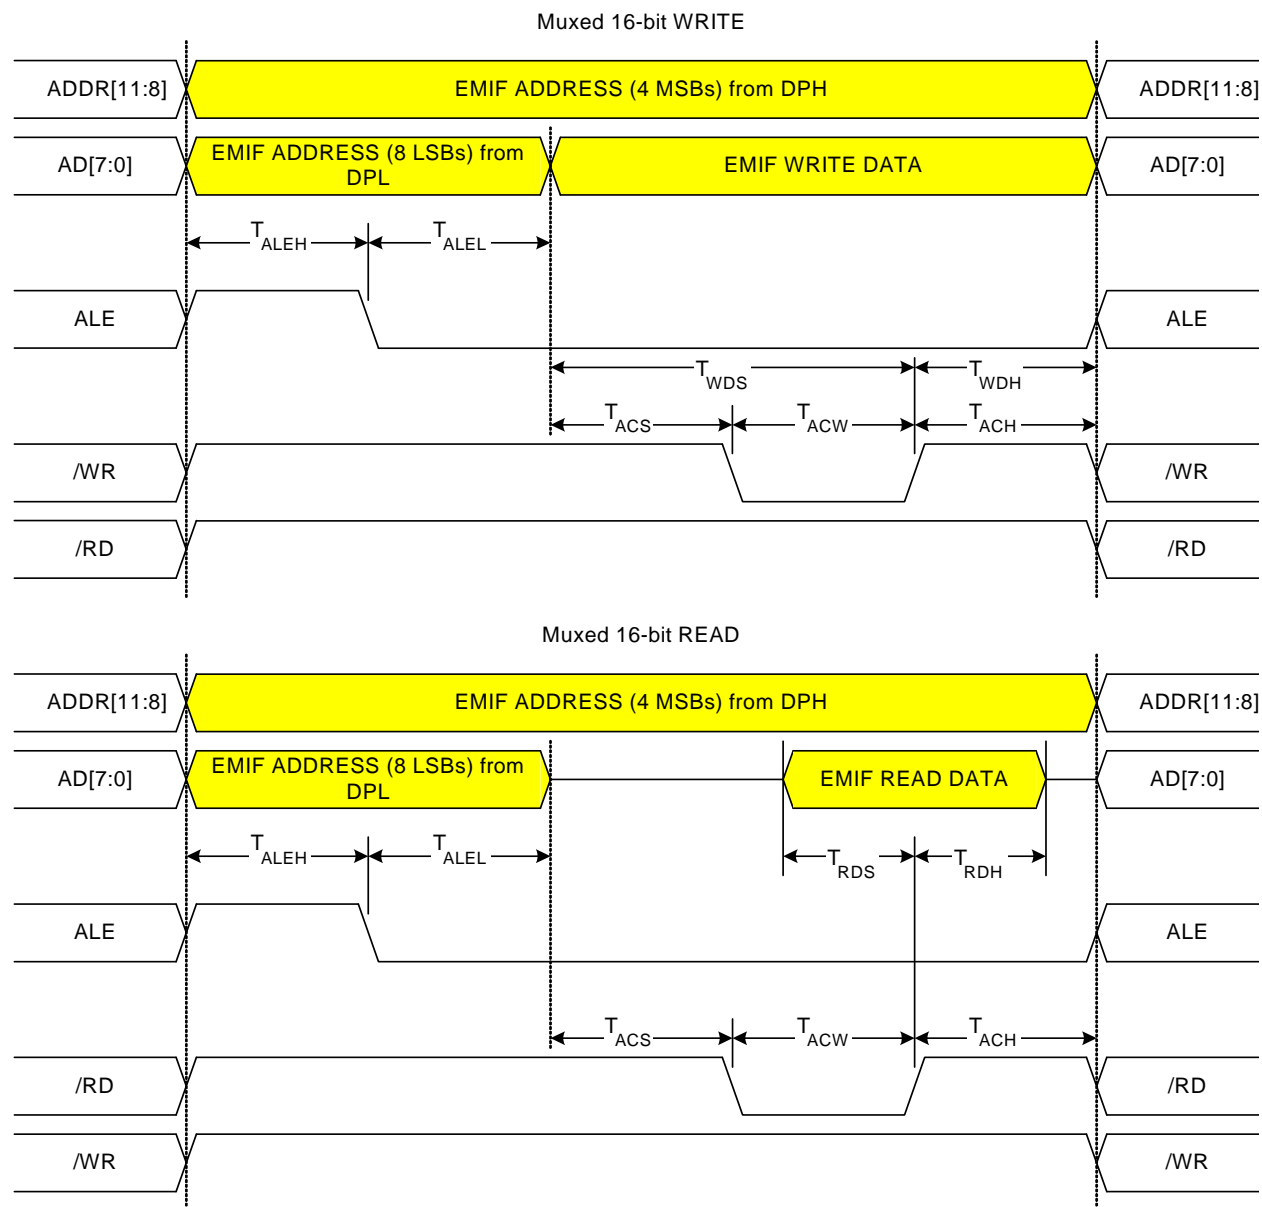 Muxed 16-bit WRITE
ADDR[11:8] EMIF ADDRESS (4 MSBs) from DPH ADDR[11:8]
AD[7:0] EMIF ADDRESS (8 LSBs) from DPL EMIF WRITE DATA AD[7:0]
TALEH TALEL
ALE ALE
TWDS TWDH
TACS TACW TACH
/WR /WR
/RD /RD
Muxed 16-bit READ
ADDR[11:8] EMIF ADDRESS (4 MSBs) from DPH ADDR[11:8]
AD[7:0] EMIF ADDRESS (8 LSBs) from DPL EMIF READ DATA AD[7:0]
TALEH TALEL TRDS TRDH
ALE ALE
TACS TACW TACH
/RD /RD
/WR /WR